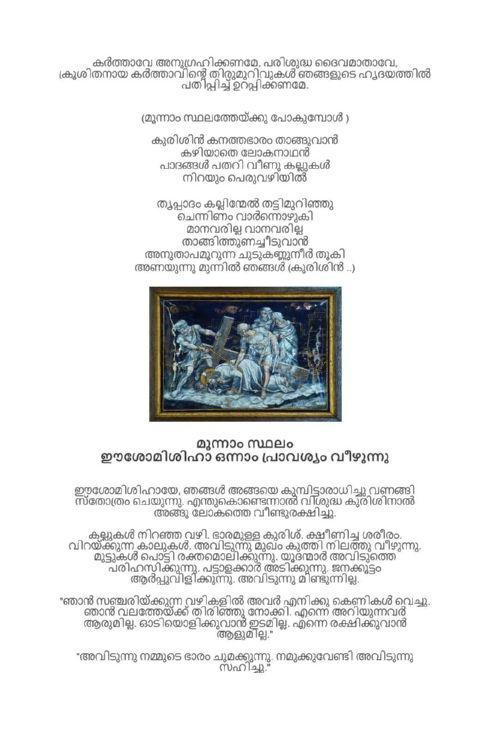 കർത്താവേ അനുഗ്രഹിക്കണമേ, പരിശുദ്ധ ദൈവമാതാവേ,
ക്രൂശിതനായ കർത്താവിന്റെ തിരുമുറിവുകൾ ഞങ്ങളുടെ ഹൃദയത്തിൽ
പതിപ്പിച്ച് ഉറപ്പിക്കണമേ.
(മൂന്നാം സ്ഥലത്തേയ്ക്കു പോകുമ്പോൾ )
കുരിശിൻ കനത്തഭാരം താങ്ങുവാൻ
കഴിയാതെ ലോകനാഥൻ
പാദങ്ങൾ പതറി വീണു കല്ലുകൾ
നിറയും പെരുവഴിയിൽ
തൃപ്പാദം കല്ലിന്മേൽ തട്ടിമുറിഞ്ഞു
ചെന്നിണം വാർന്നൊഴുകി
മാനവരില്ല വാനവരില്ല
താങ്ങിത്തുണച്ചീടുവാൻ
അനുതാപമൂറുന്ന ചുടുകണ്ണുനീർ തൂകി
അണയുന്നു മുന്നിൽ ഞങ്ങൾ (കുരിശിൻ ..)
മൂന്നാം സ്ഥലം
ഈശോമിശിഹാ ഒന്നാം പ്രാവശ്യം വീഴുന്നു
ഈശോമിശിഹായേ, ഞങ്ങൾ അങ്ങയെ കുമ്പിട്ടാരാധിച്ചു വണങ്ങി
സ്തോത്രം ചെയുന്നു. എന്തുകൊണ്ടെന്നാൽ വിശുദ്ധ കുരിശിനാൽ
അങ്ങു ലോകത്തെ വീണ്ടുരക്ഷിച്ചു.
കല്ലുകൾ നിറഞ്ഞ വഴി. ഭാരമുള്ള കുരിശ്. ക്ഷീണിച്ച ശരീരം.
വിറയ്ക്കുന്ന കാലുകൾ. അവിടുന്നു മുഖം കുത്തി നിലത്തു വീഴുന്നു.
മുട്ടുകൾ പൊട്ടി രക്തമൊലിക്കുന്നു. യൂദന്മാർ അവിടുത്തെ
പരിഹസിക്കുന്നു. പട്ടാളക്കാർ അടിക്കുന്നു. ജനക്കൂട്ടം
ആർപ്പുവിളിക്കുന്നു. അവിടുന്നു മിണ്ടുന്നില്ല.
"ഞാൻ സഞ്ചരിയ്ക്കുന്ന വഴികളിൽ അവർ എനിക്കു കെണികൾ വെച്ചു.
ഞാൻ വലത്തേയ്ക്ക് തിരിഞ്ഞു നോക്കി. എന്നെ അറിയുന്നവർ
ആരുമില്ല. ഓടിയൊളിക്കുവാൻ ഇടമില്ല. എന്നെ രക്ഷിക്കുവാൻ
ആളുമില്ല."
"അവിടുന്നു നമ്മുടെ ഭാരം ചുമക്കുന്നു. നമുക്കുവേണ്ടി അവിടുന്നു
സഹിച്ചു."